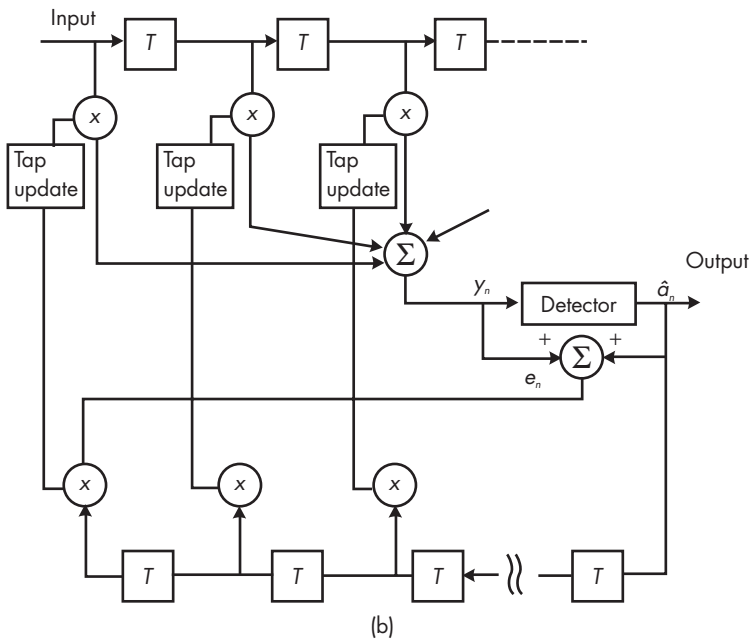 Input
T
T
T
x
x
x
Tap
update
Tap
update
Tap
update
Σ
Output
yₙ
Detector
âₙ
+
+
Σ
eₙ
x
x
x
T
T
T
T
(b)